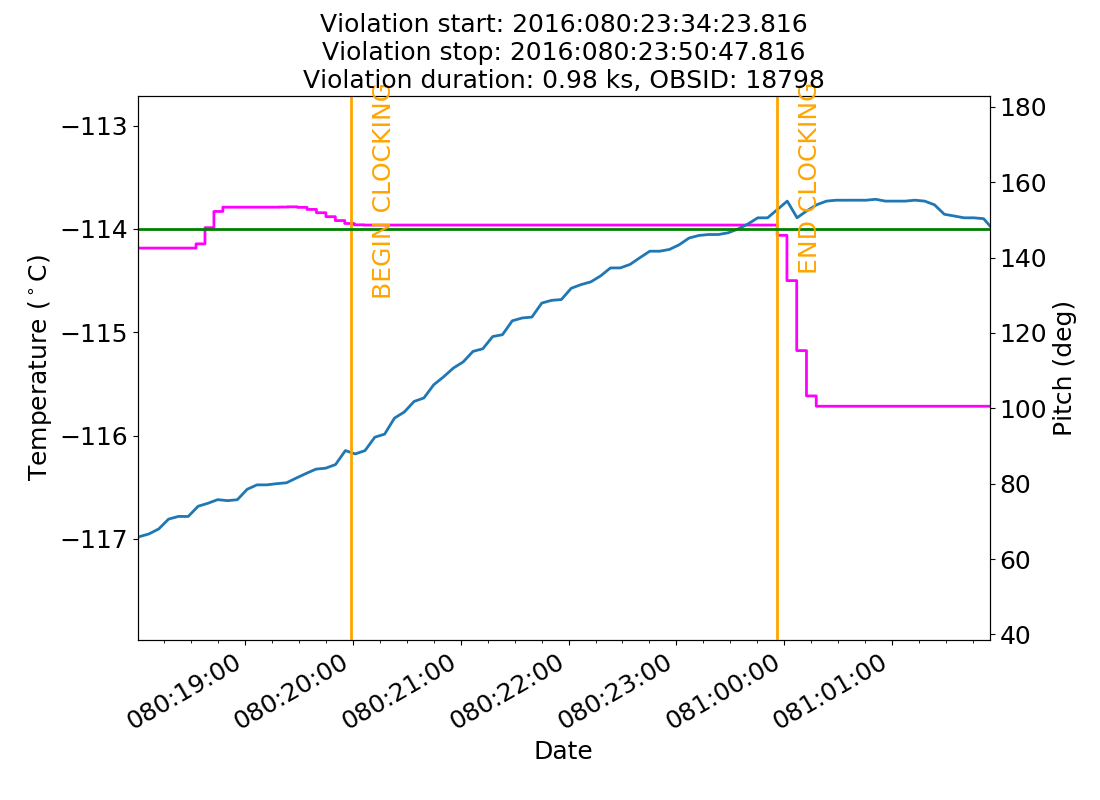 Violation start: 2016:080:23:34:23.816
Violation stop: 2016:080:23:50:47.816
Violation duration: 0.98 ks, OBSID: 18798
BEGIN CLOCKING
END CLOCKING
−113
−114
−115
−116
−117
Temperature (°C)
180
160
140
120
100
80
60
40
Pitch (deg)
080:19:00
080:20:00
080:21:00
080:22:00
080:23:00
081:00:00
081:01:00
Date